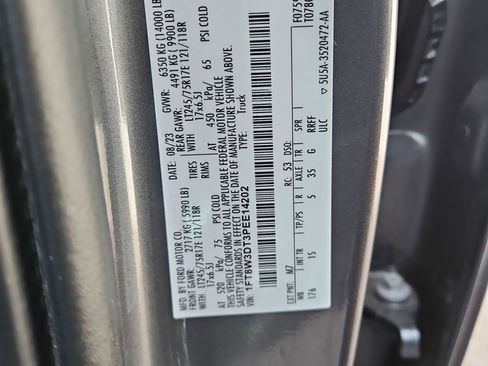 MFD. BY FORD MOTOR CO.
DATE: 08/23 GVWR: 6350 KG (14000 LB
FRONT GAWR: 2717 KG (5990 LB) REAR GAWR: 4491 KG (9900 LB)
WITH LT245/75R17E 121/118R TIRES WITH LT245/75R17E 121/118R
17x6.5J RIMS 17x6.5J
AT 520 kPa/ 75 PSI COLD AT 450 kPa/ 65 PSI COLD
THIS VEHICLE CONFORMS TO ALL APPLICABLE FEDERAL MOTOR VEHICLE
SAFETY STANDARDS IN EFFECT ON THE DATE OF MANUFACTURE SHOWN ABOVE.
VIN: 1FT8W3DT3PEE14202 TYPE: Truck
F0759
T078
EXT PNT: M7 RC: 53 DSO:
WB TP/PS R AXLE TR SPR
176 15 5 35 G RRFF
ULC
5U5A-3520472-AA